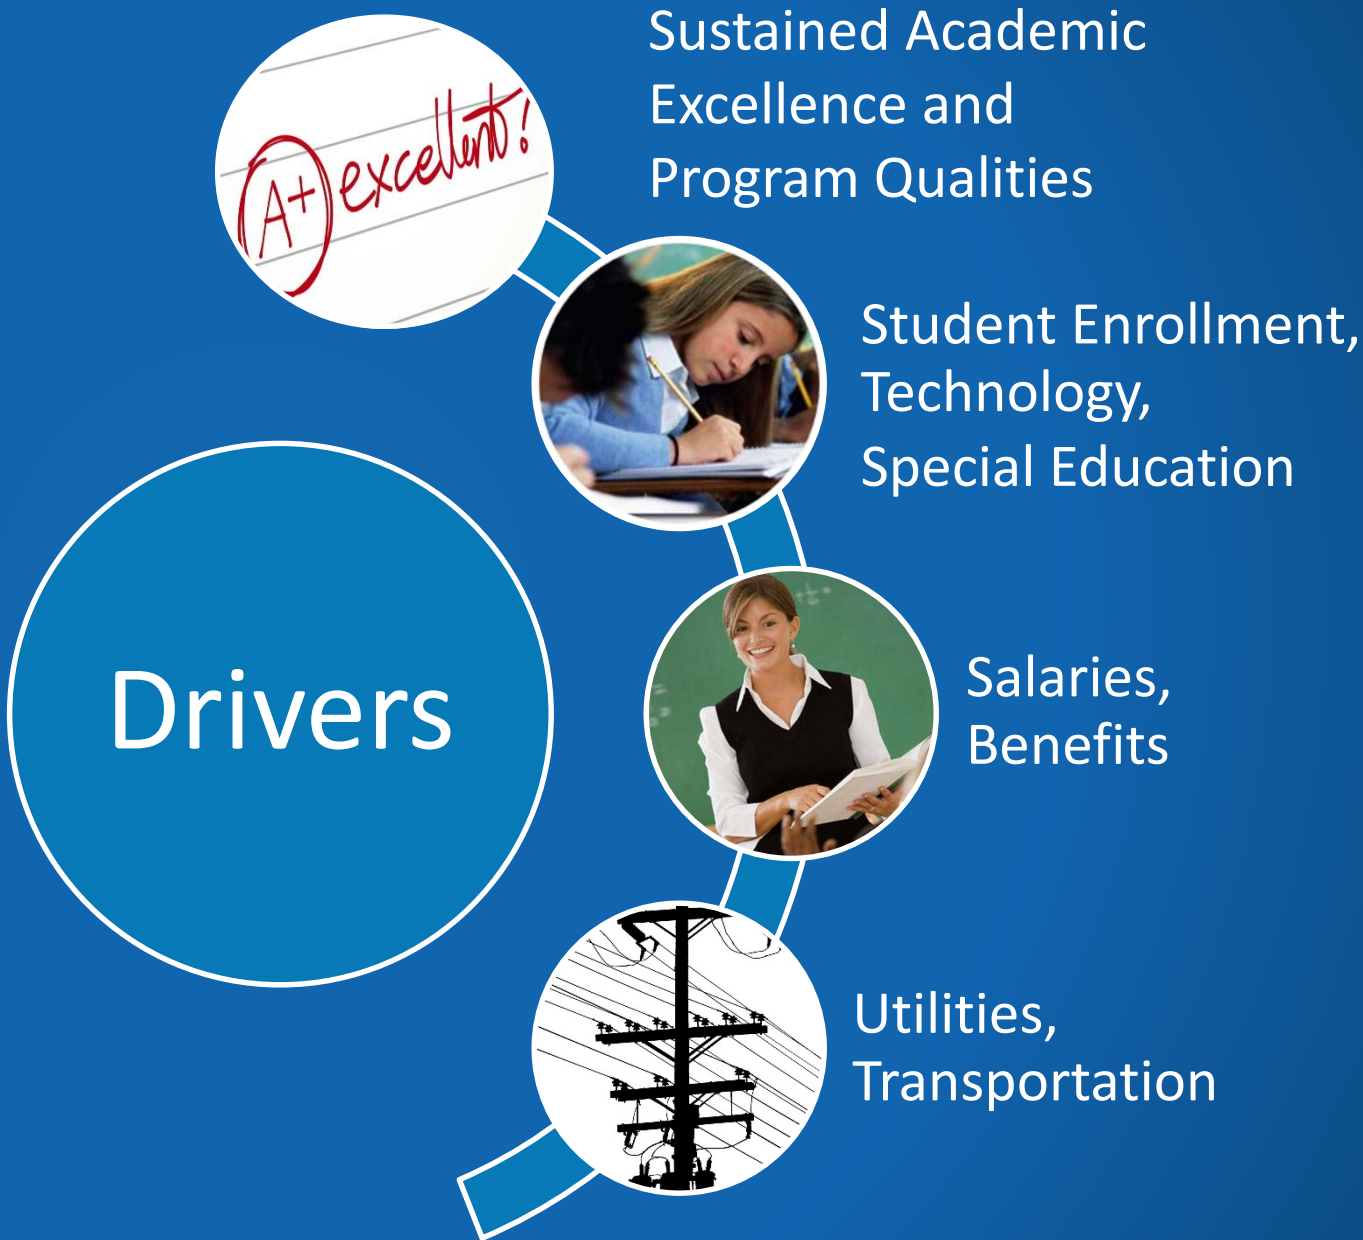 Sustained Academic
Excellence and
Program Qualities
A+ excellent!
Student Enrollment,
Technology,
Special Education
Drivers
Salaries,
Benefits
Utilities,
Transportation